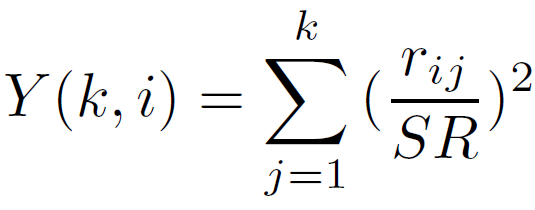 Y(k, i) = \sum_{j=1}^{k} (\frac{r_{ij}}{SR})^2